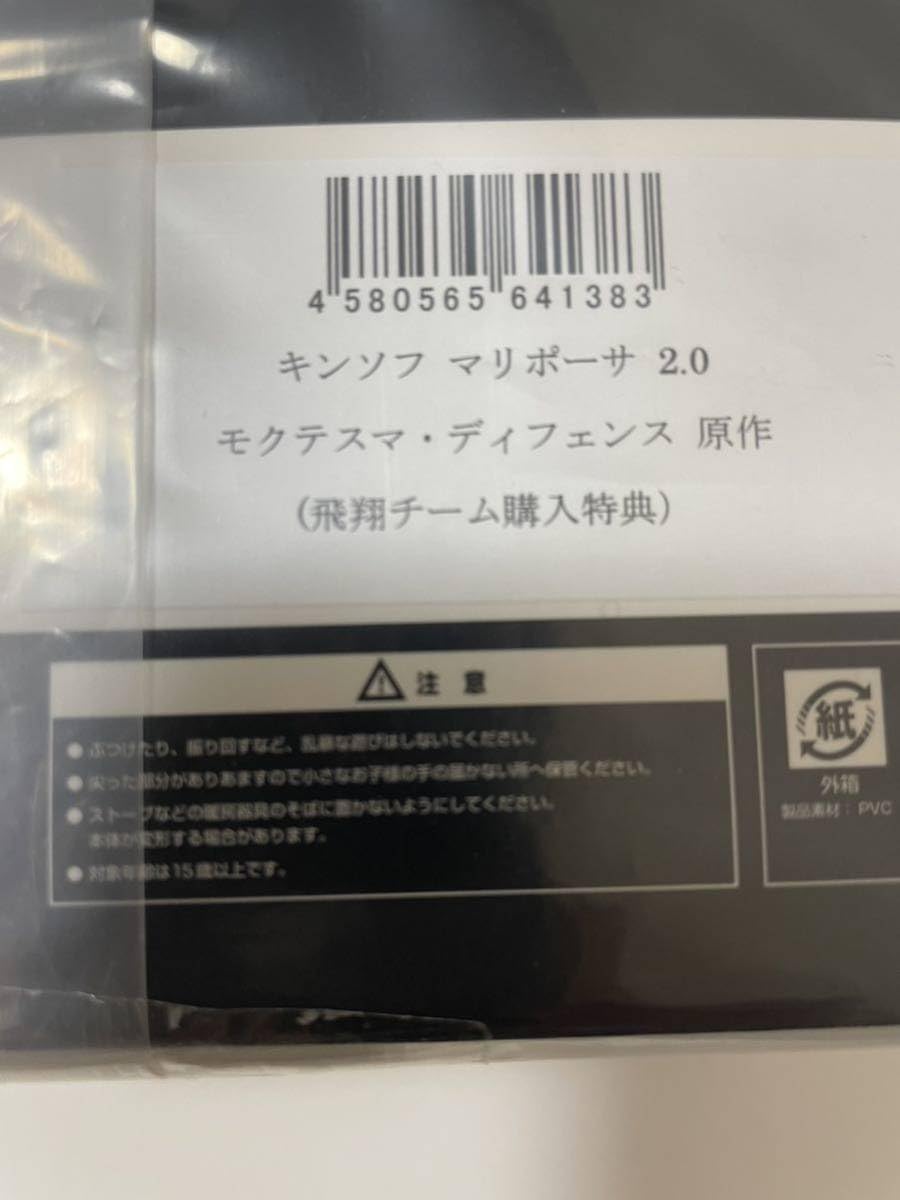 4 580565 641383
キンソフ マリポーサ 2.0
モクテスマ・ディフェンス 原作
(飛翔チーム購入特典)
注 意
● ぶつけたり、振り回すなど、乱暴な遊びはしないでください。
● 尖った部分がありあますので小さなお子様の手の届かない所へ保管ください。
● ストーブなどの暖房器具のそばに置かないようにしてください。
本体が変形する場合があります。
● 対象年齢は15歳以上です。
紙
外箱
製品素材：PVC